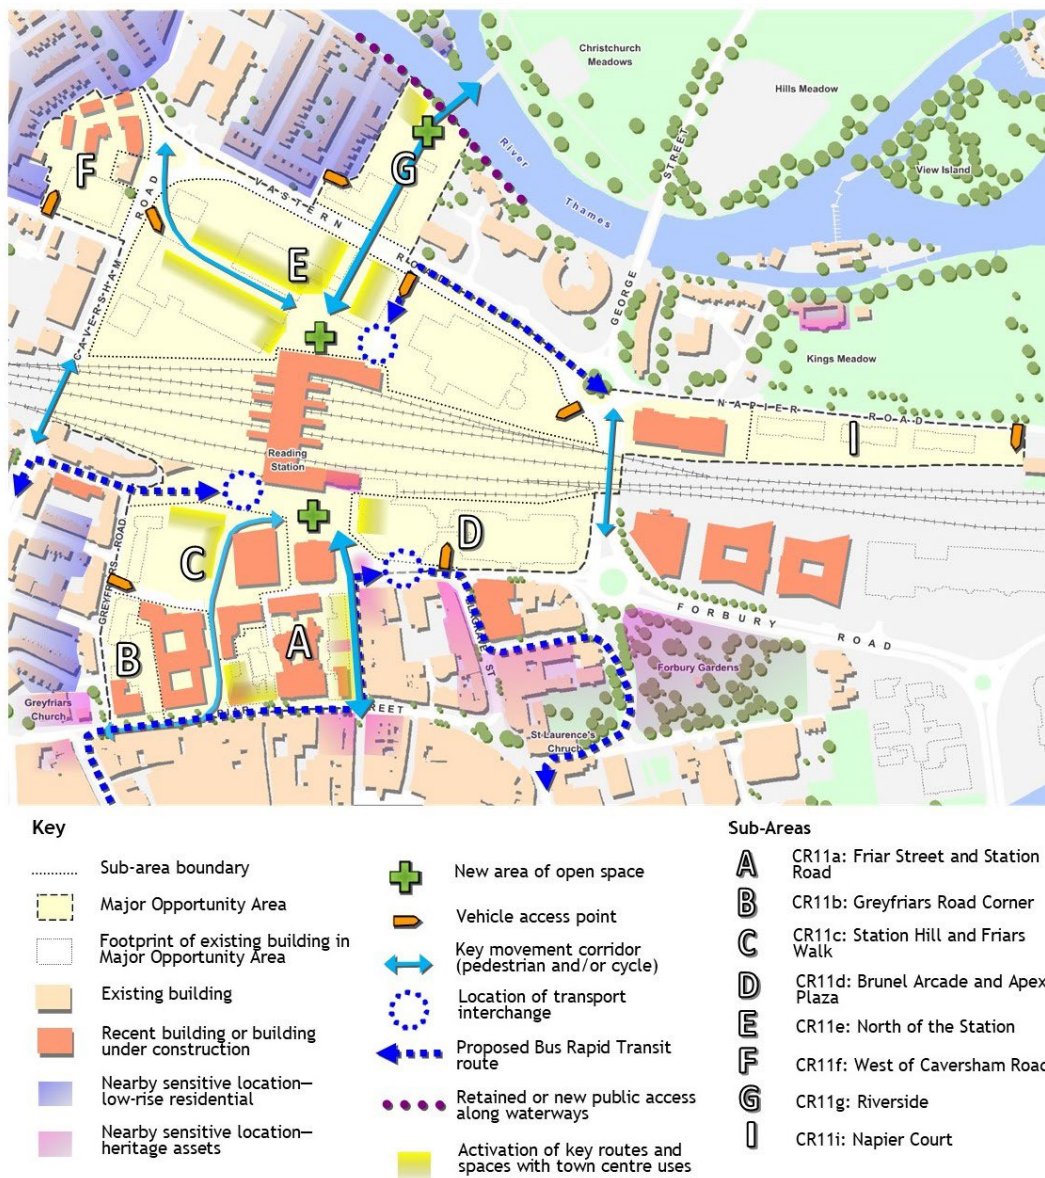 Christchurch
Meadows
Hills Meadow
View Island
River
Thames
GEORGE STREET
VASTERN ROAD
CAVERSHAM ROAD
F
G
E
Kings Meadow
NAPIER ROAD
I
Reading
Station
C
D
GREYFRIARS ROAD
B
A
FORBURY ROAD
Forbury Gardens
Greyfriars
Church
STREET
ST
St Laurence's
Chruch
Key
Sub-area boundary
Major Opportunity Area
Footprint of existing building in
Major Opportunity Area
Existing building
Recent building or building
under construction
Nearby sensitive location—
low-rise residential
Nearby sensitive location—
heritage assets
New area of open space
Vehicle access point
Key movement corridor
(pedestrian and/or cycle)
Location of transport
interchange
Proposed Bus Rapid Transit
route
Retained or new public access
along waterways
Activation of key routes and
spaces with town centre uses
Sub-Areas
A CR11a: Friar Street and Station
Road
B CR11b: Greyfriars Road Corner
C CR11c: Station Hill and Friars
Walk
D CR11d: Brunel Arcade and Apex
Plaza
E CR11e: North of the Station
F CR11f: West of Caversham Road
G CR11g: Riverside
I CR11i: Napier Court